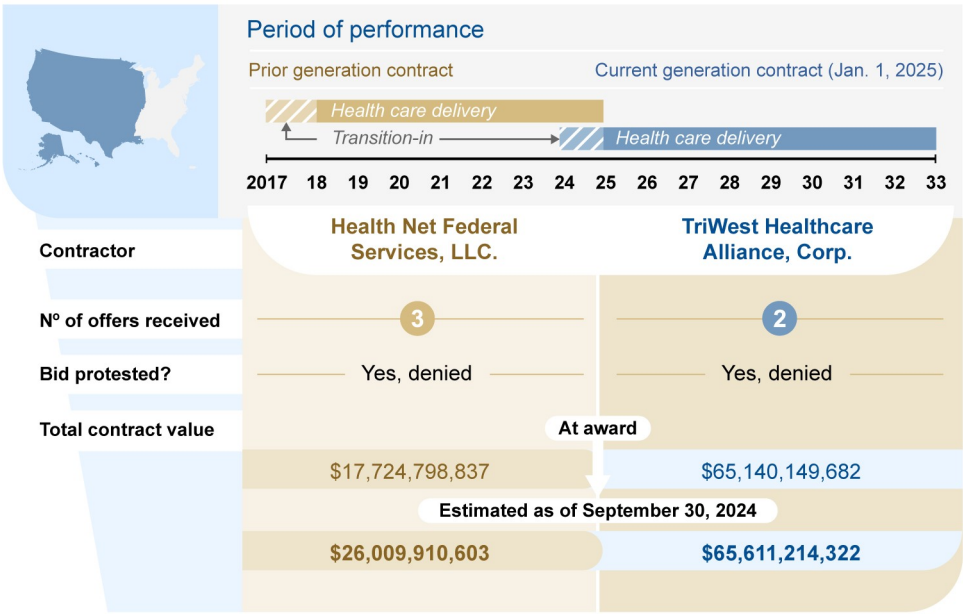 Period of performance
Prior generation contract
Current generation contract (Jan. 1, 2025)
Health care delivery
Transition-in
Health care delivery
2017 18 19 20 21 22 23 24 25 26 27 28 29 30 31 32 33
Contractor
Health Net Federal
Services, LLC.
TriWest Healthcare
Alliance, Corp.
Nº of offers received
3
2
Bid protested?
Yes, denied
Yes, denied
Total contract value
At award
$17,724,798,837
$65,140,149,682
Estimated as of September 30, 2024
$26,009,910,603
$65,611,214,322